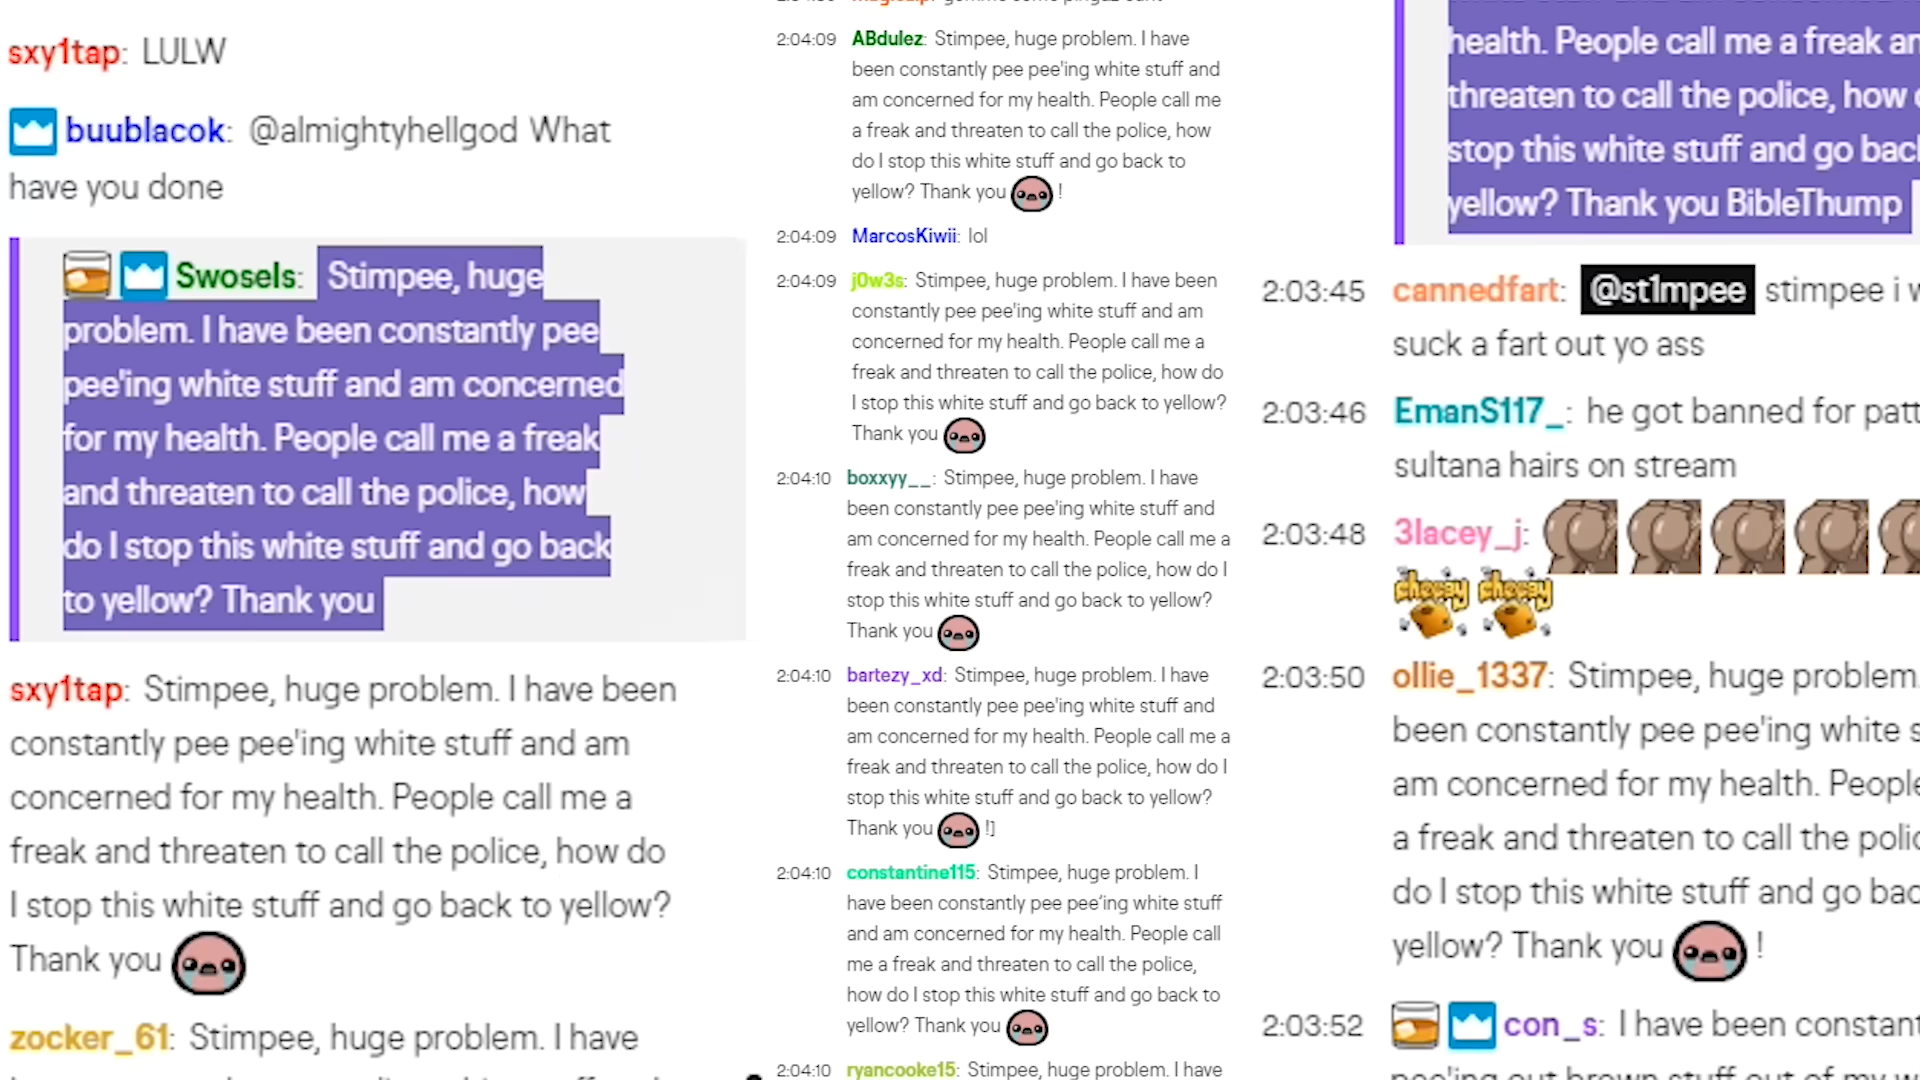 sxy1tap: LULW
buublacok: @almightyhellgod What
have you done
Swosels: Stimpee, huge
problem. I have been constantly pee
pee'ing white stuff and am concerned
for my health. People call me a freak
and threaten to call the police, how
do I stop this white stuff and go back
to yellow? Thank you
sxy1tap: Stimpee, huge problem. I have been
constantly pee pee'ing white stuff and am
concerned for my health. People call me a
freak and threaten to call the police, how do
I stop this white stuff and go back to yellow?
Thank you
zocker_61: Stimpee, huge problem. I have
2:04:09 ABdulez: Stimpee, huge problem. I have
been constantly pee pee'ing white stuff and
am concerned for my health. People call me
a freak and threaten to call the police, how
do I stop this white stuff and go back to
yellow? Thank you !
2:04:09 MarcosKiwii: lol
2:04:09 j0w3s: Stimpee, huge problem. I have been
constantly pee pee'ing white stuff and am
concerned for my health. People call me a
freak and threaten to call the police, how do
I stop this white stuff and go back to yellow?
Thank you
2:04:10 boxxyy__: Stimpee, huge problem. I have
been constantly pee pee'ing white stuff and
am concerned for my health. People call me a
freak and threaten to call the police, how do I
stop this white stuff and go back to yellow?
Thank you
2:04:10 bartezy_xd: Stimpee, huge problem. I have
been constantly pee pee'ing white stuff and
am concerned for my health. People call me a
freak and threaten to call the police, how do I
stop this white stuff and go back to yellow?
Thank you !]
2:04:10 constantine115: Stimpee, huge problem. I
have been constantly pee pee'ing white stuff
and am concerned for my health. People call
me a freak and threaten to call the police,
how do I stop this white stuff and go back to
yellow? Thank you
2:04:10 ryancooke15: Stimpee, huge problem. I have
health. People call me a freak an
threaten to call the police, how
stop this white stuff and go bac
yellow? Thank you BibleThump
2:03:45 cannedfart: @st1mpee stimpee i w
suck a fart out yo ass
2:03:46 EmanS117_: he got banned for patt
sultana hairs on stream
2:03:48 3lacey_j:
cheesy cheesy
2:03:50 ollie_1337: Stimpee, huge problem.
been constantly pee pee'ing white s
am concerned for my health. People
a freak and threaten to call the polic
do I stop this white stuff and go bac
yellow? Thank you !
2:03:52 con_s: I have been constant